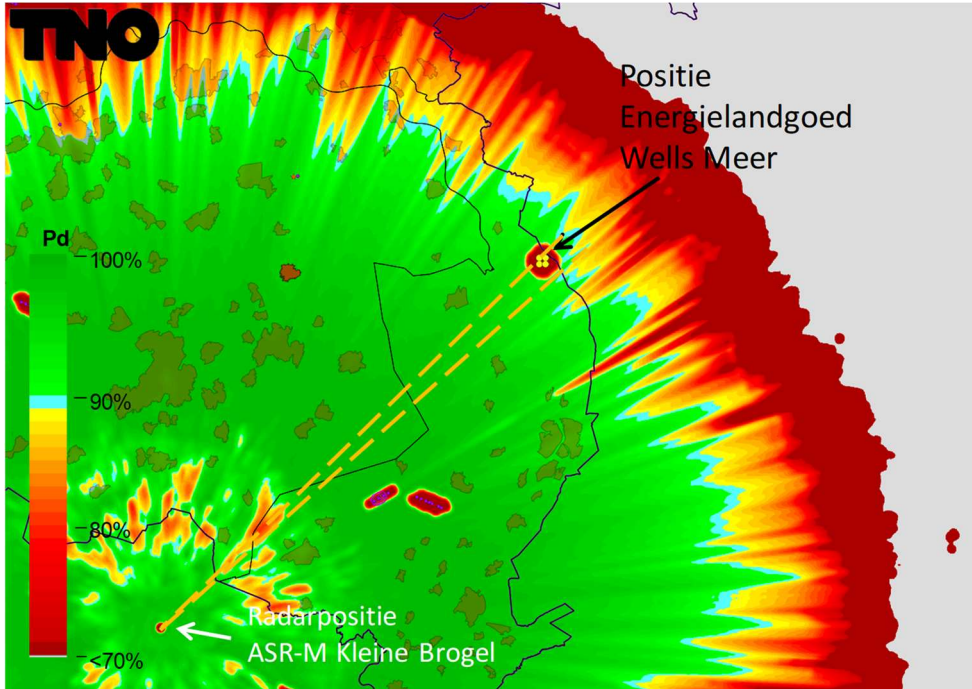 TNO
Positie
Energielandgoed
Wells Meer
Pd
100%
90%
80%
<70%
Radarpositie
ASR-M Kleine Brogel